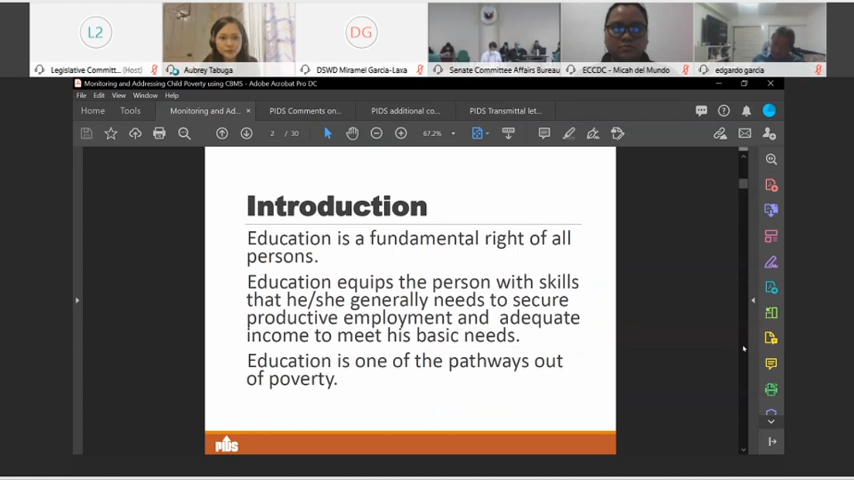 L2
DG
Legislative Committ... (Host)
Aubrey Tabuga
DSWD Miramel Garcia-Laxa
Senate Committee Affairs Bureau
ECCDC - Micah del Mundo
edgardo garcia
Monitoring and Addressing Child Poverty using CBMS - Adobe Acrobat Pro DC
File Edit View Window Help
Home Tools Monitoring and Ad... × PIDS Comments on... PIDS additional co... PIDS Transmittal let...
2 / 30 67.2%
Introduction
Education is a fundamental right of all
persons.
Education equips the person with skills
that he/she generally needs to secure
productive employment and adequate
income to meet his basic needs.
Education is one of the pathways out
of poverty.
PIDS